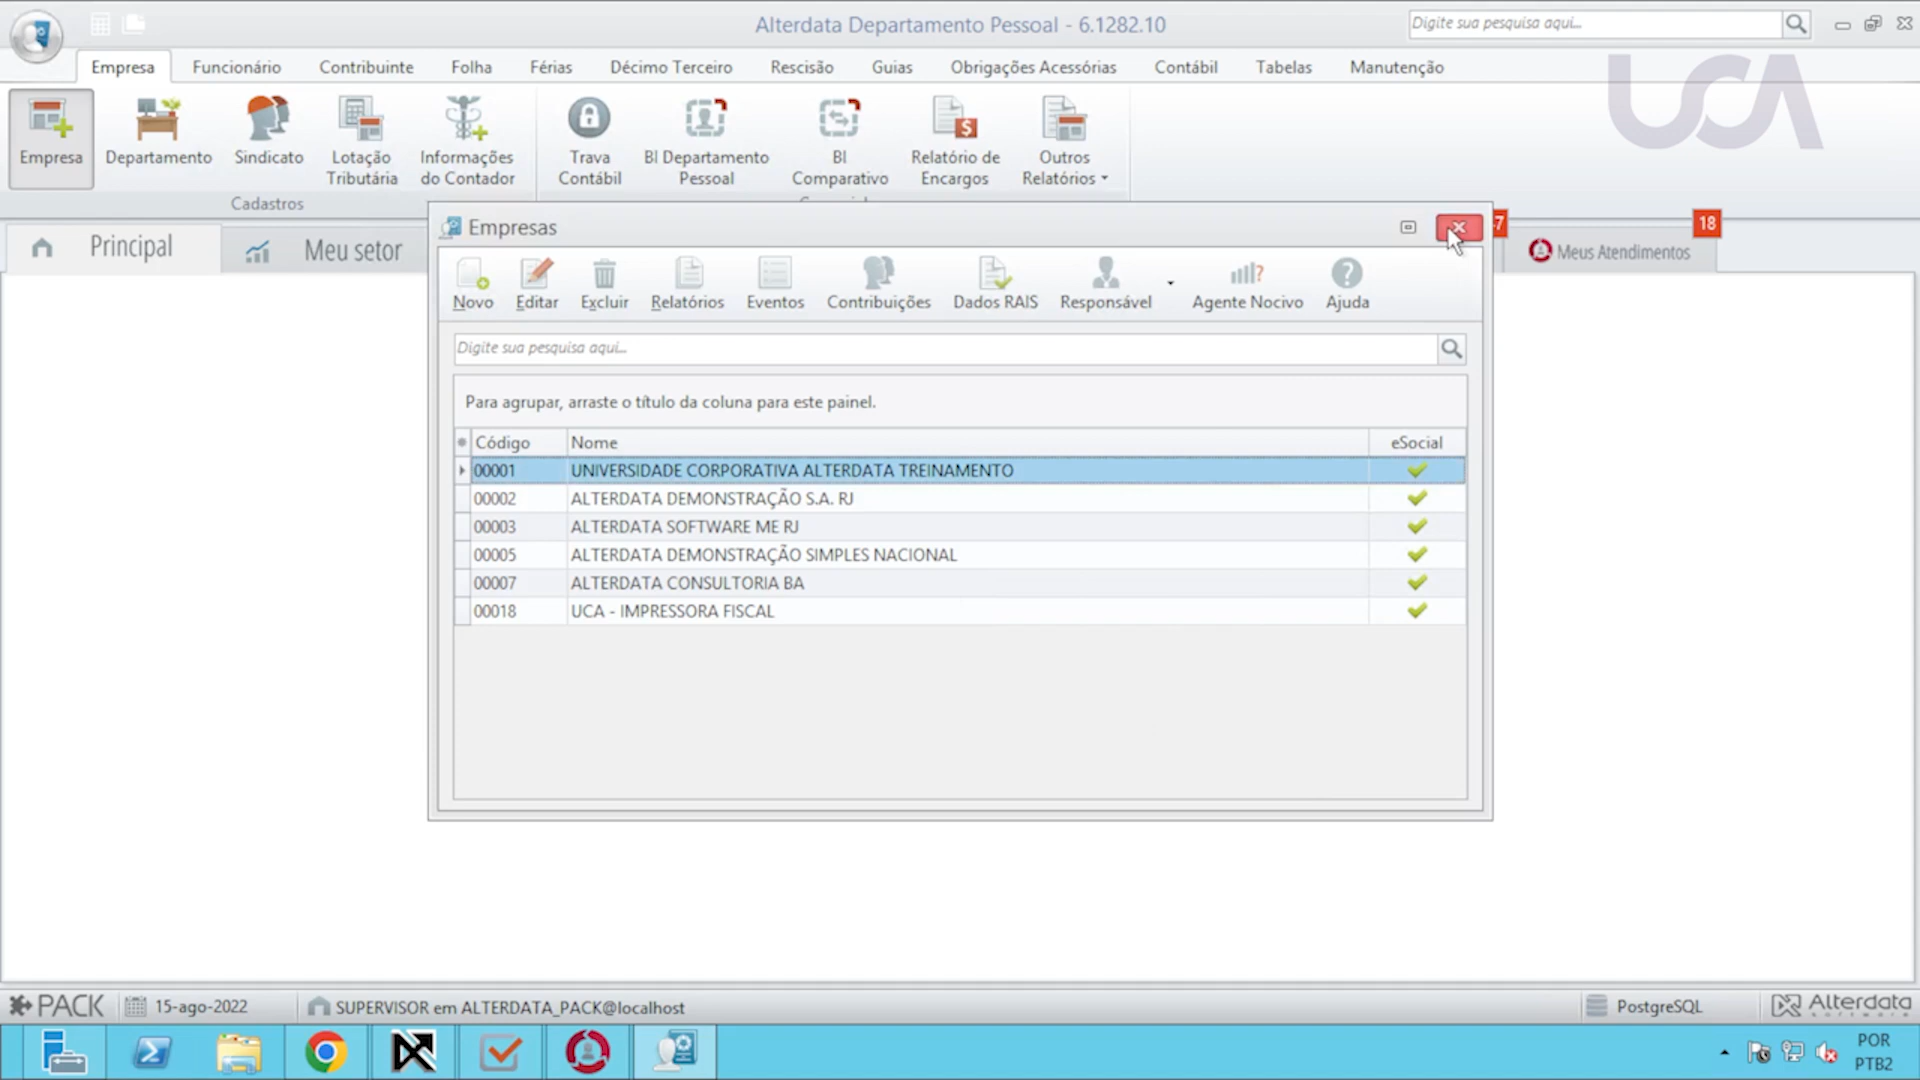 Alterdata Departamento Pessoal - 6.1282.10
Digite sua pesquisa aqui...
Empresa Funcionário Contribuinte Folha Férias Décimo Terceiro Rescisão Guias Obrigações Acessórias Contábil Tabelas Manutenção
UCA
Empresa
Departamento
Sindicato
Lotação
Tributária
Informações
do Contador
Trava
Contábil
BI Departamento
Pessoal
BI
Comparativo
Relatório de
Encargos
Outros
Relatórios
Cadastros
Principal
Meu setor
Meus Atendimentos
18
Empresas
Novo Editar Excluir Relatórios Eventos Contribuições Dados RAIS Responsável Agente Nocivo Ajuda
Digite sua pesquisa aqui...
Para agrupar, arraste o título da coluna para este painel.
Código Nome eSocial
00001 UNIVERSIDADE CORPORATIVA ALTERDATA TREINAMENTO
00002 ALTERDATA DEMONSTRAÇÃO S.A. RJ
00003 ALTERDATA SOFTWARE ME RJ
00005 ALTERDATA DEMONSTRAÇÃO SIMPLES NACIONAL
00007 ALTERDATA CONSULTORIA BA
00018 UCA - IMPRESSORA FISCAL
PACK 15-ago-2022 SUPERVISOR em ALTERDATA_PACK@localhost PostgreSQL Alterdata
software
POR
PTB2